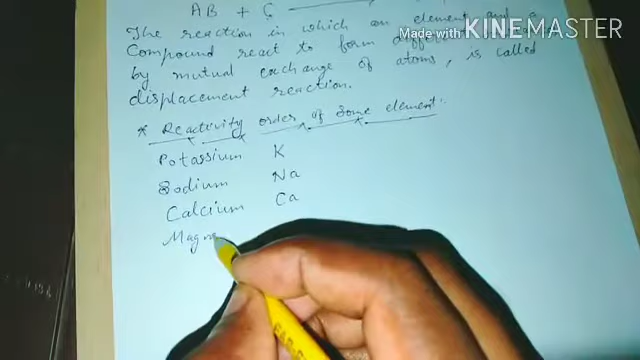 AB + C
Made with KINEMASTER
The reaction in which an element and a
Compound react to form
by mutual exchange of atoms, is called
displacement reaction.
* Reactivity order of Some element:
Potassium K
Sodium Na
Calcium Ca
Magne